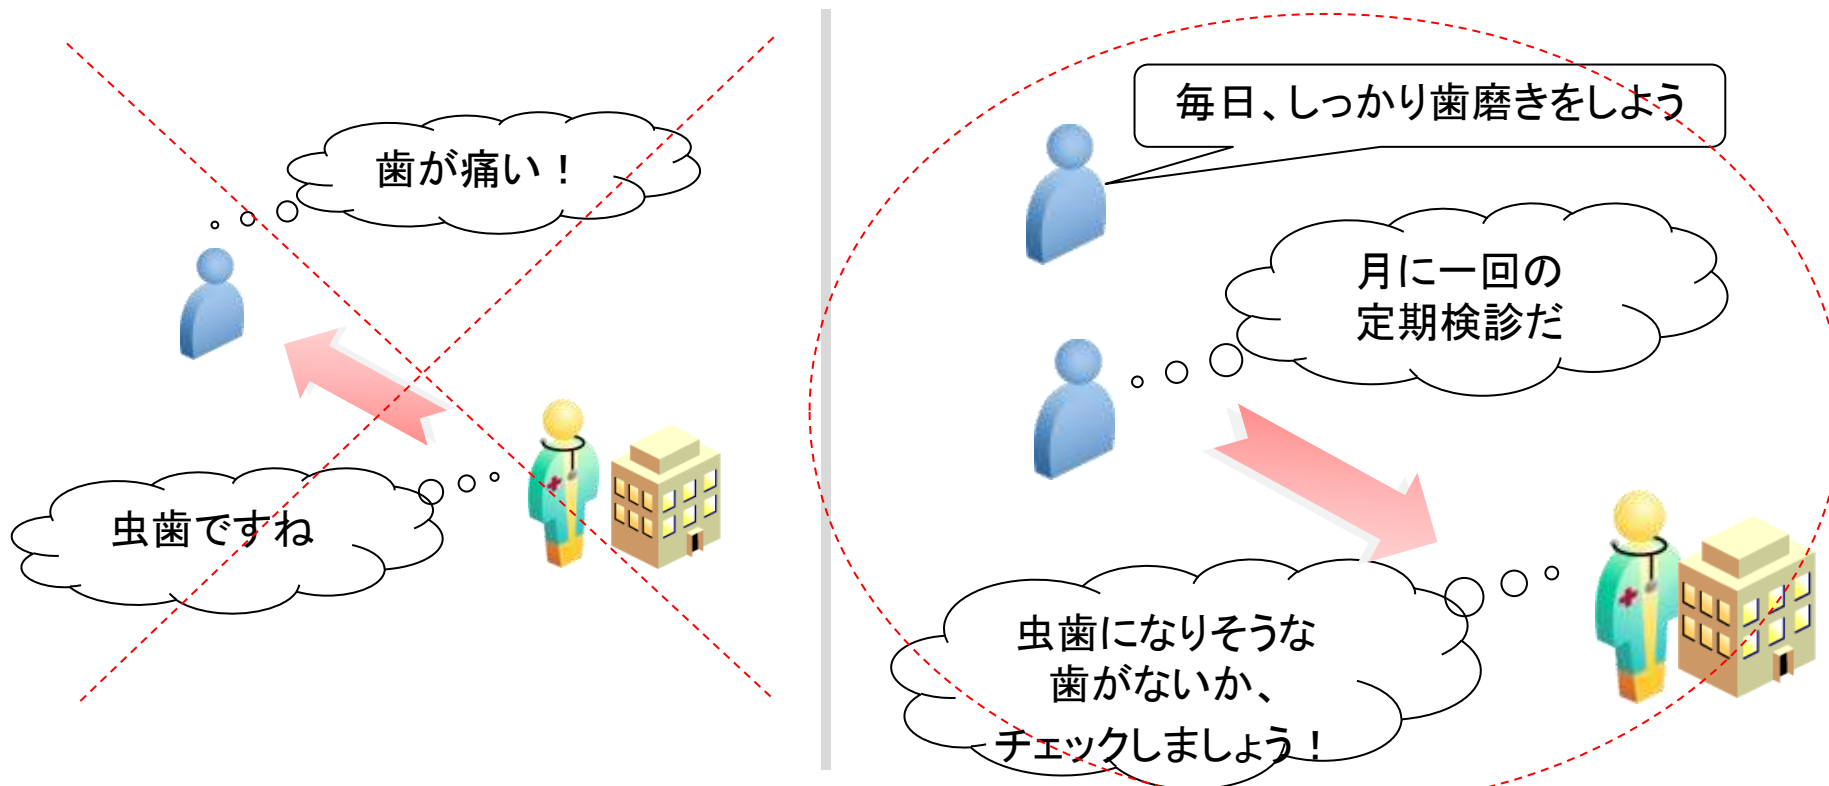 歯が痛い！
虫歯ですね
毎日、しっかり歯磨きをしよう
月に一回の
定期検診だ
虫歯になりそうな
歯がないか、
チェックしましょう！